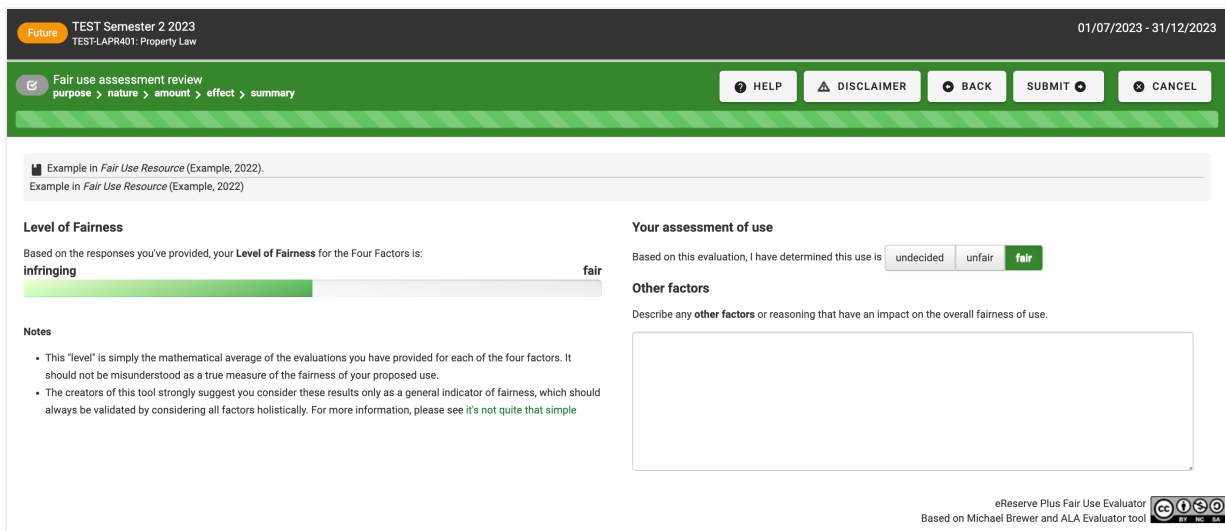 Future
TEST Semester 2 2023
TEST-LAPR401: Property Law
01/07/2023 - 31/12/2023
Fair use assessment review
purpose > nature > amount > effect > summary
HELP
DISCLAIMER
BACK
SUBMIT
CANCEL
Example in Fair Use Resource (Example, 2022).
Example in Fair Use Resource (Example, 2022)
Level of Fairness
Based on the responses you've provided, your Level of Fairness for the Four Factors is:
infringing fair
Notes
• This "level" is simply the mathematical average of the evaluations you have provided for each of the four factors. It
should not be misunderstood as a true measure of the fairness of your proposed use.
• The creators of this tool strongly suggest you consider these results only as a general indicator of fairness, which should
always be validated by considering all factors holistically. For more information, please see it's not quite that simple
Your assessment of use
Based on this evaluation, I have determined this use is undecided unfair fair
Other factors
Describe any other factors or reasoning that have an impact on the overall fairness of use.
eReserve Plus Fair Use Evaluator
Based on Michael Brewer and ALA Evaluator tool
cc
BY NC SA